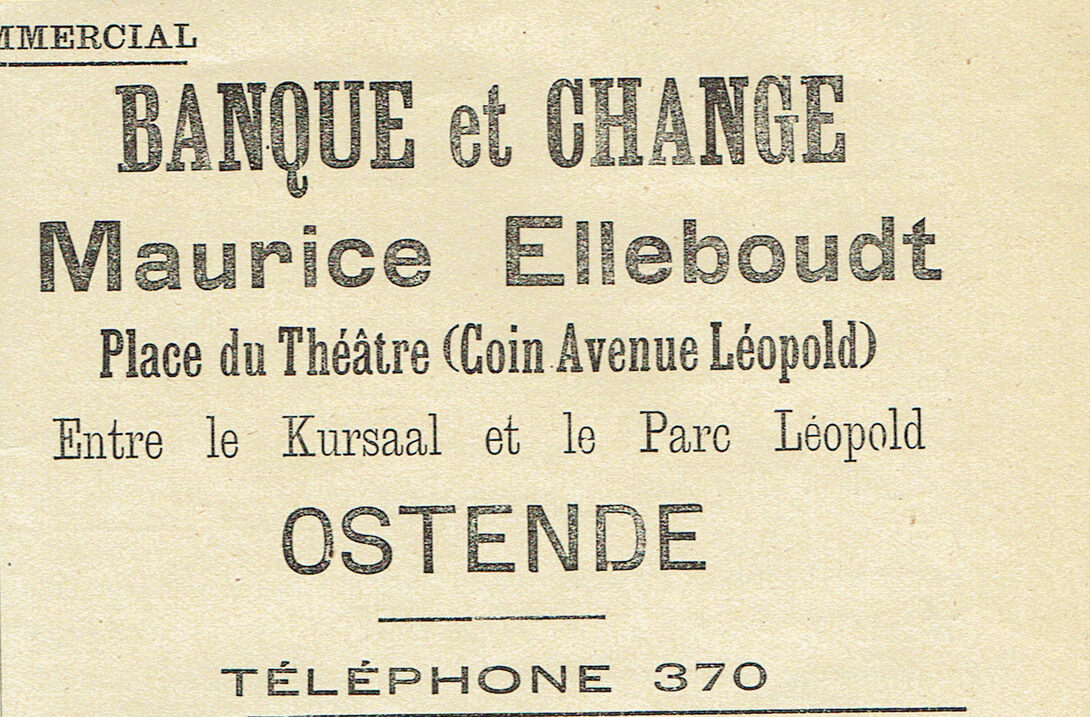 MMERCIAL
BANQUE et CHANGE
Maurice Elleboudt
Place du Théâtre (Coin Avenue Léopold)
Entre le Kursaal et le Parc Léopold
OSTENDE
TÉLÉPHONE 370